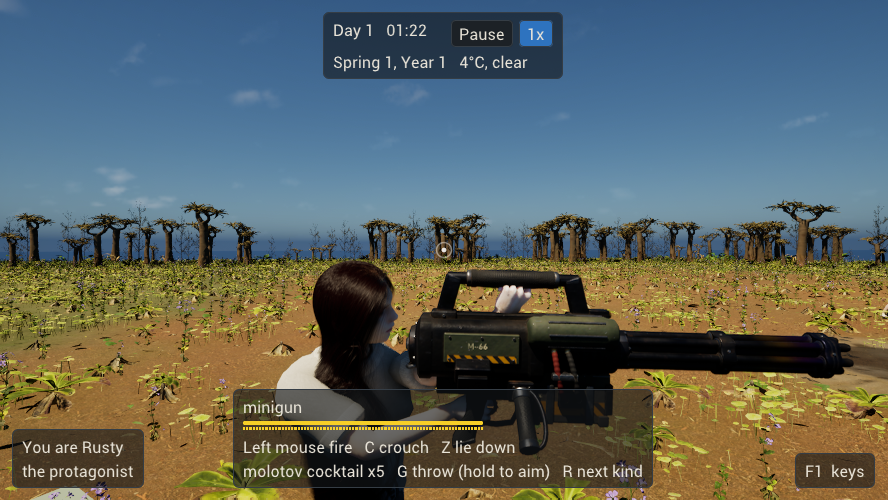 Day 1 01:22 Pause 1x
Spring 1, Year 1 4°C, clear
M-66
minigun
Left mouse fire C crouch Z lie down
molotov cocktail x5 G throw (hold to aim) R next kind
You are Rusty
the protagonist
F1 keys